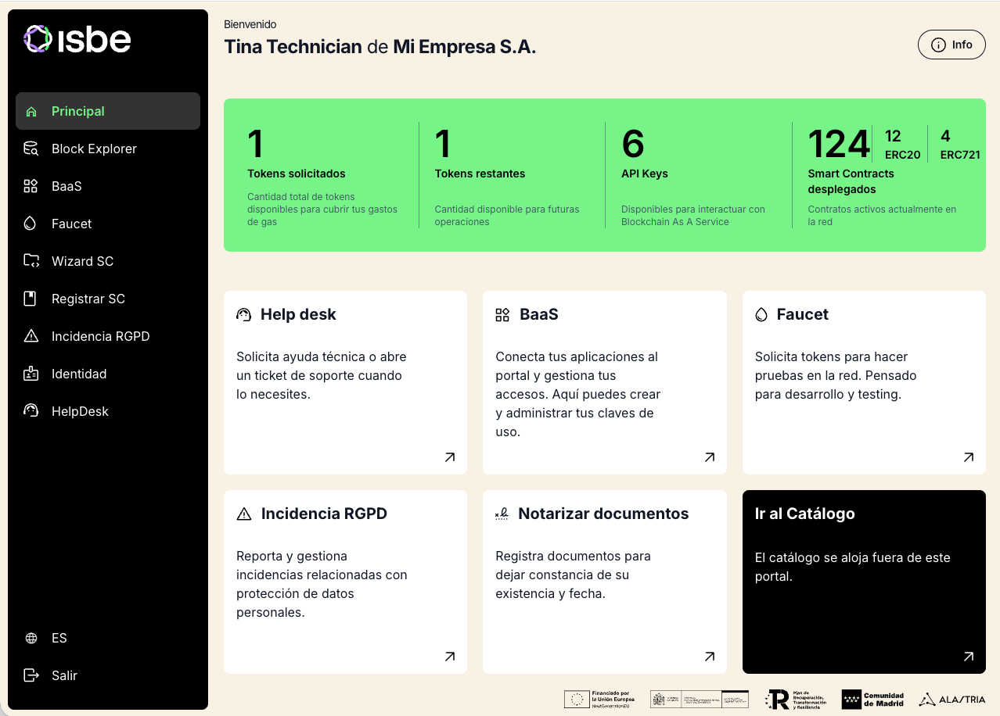 isbe
Principal
Block Explorer
BaaS
Faucet
Wizard SC
Registrar SC
Incidencia RGPD
Identidad
HelpDesk
ES
Salir
Bienvenido
Tina Technician de Mi Empresa S.A.
Info
1
Tokens solicitados
Cantidad total de tokens
disponibles para cubrir tus gastos
de gas
1
Tokens restantes
Cantidad disponible para futuras
operaciones
6
API Keys
Disponibles para interactuar con
Blockchain As A Service
124
12
ERC20
4
ERC721
Smart Contracts
desplegados
Contratos activos actualmente en
la red
Help desk
Solicita ayuda técnica o abre
un ticket de soporte cuando
lo necesites.
BaaS
Conecta tus aplicaciones al
portal y gestiona tus
accesos. Aquí puedes crear
y administrar tus claves de
uso.
Faucet
Solicita tokens para hacer
pruebas en la red. Pensado
para desarrollo y testing.
Incidencia RGPD
Reporta y gestiona
incidencias relacionadas con
protección de datos
personales.
Notarizar documentos
Registra documentos para
dejar constancia de su
existencia y fecha.
Ir al Catálogo
El catálogo se aloja fuera de este
portal.
Financiado por
la Unión Europea
NextGenerationEU
R
Plan de
Recuperación,
Transformación
y Resiliencia
Comunidad
de Madrid
ALASTRIA